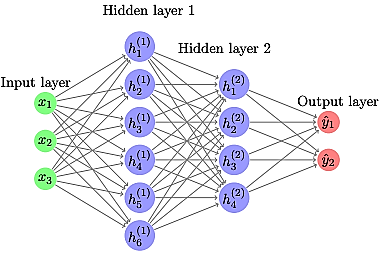 Hidden layer 1
Hidden layer 2
Input layer
Output layer
x₁
x₂
x₃
h₁⁽¹⁾
h₂⁽¹⁾
h₃⁽¹⁾
h₄⁽¹⁾
h₅⁽¹⁾
h₆⁽¹⁾
h₁⁽²⁾
h₂⁽²⁾
h₃⁽²⁾
h₄⁽²⁾
ŷ₁
ŷ₂